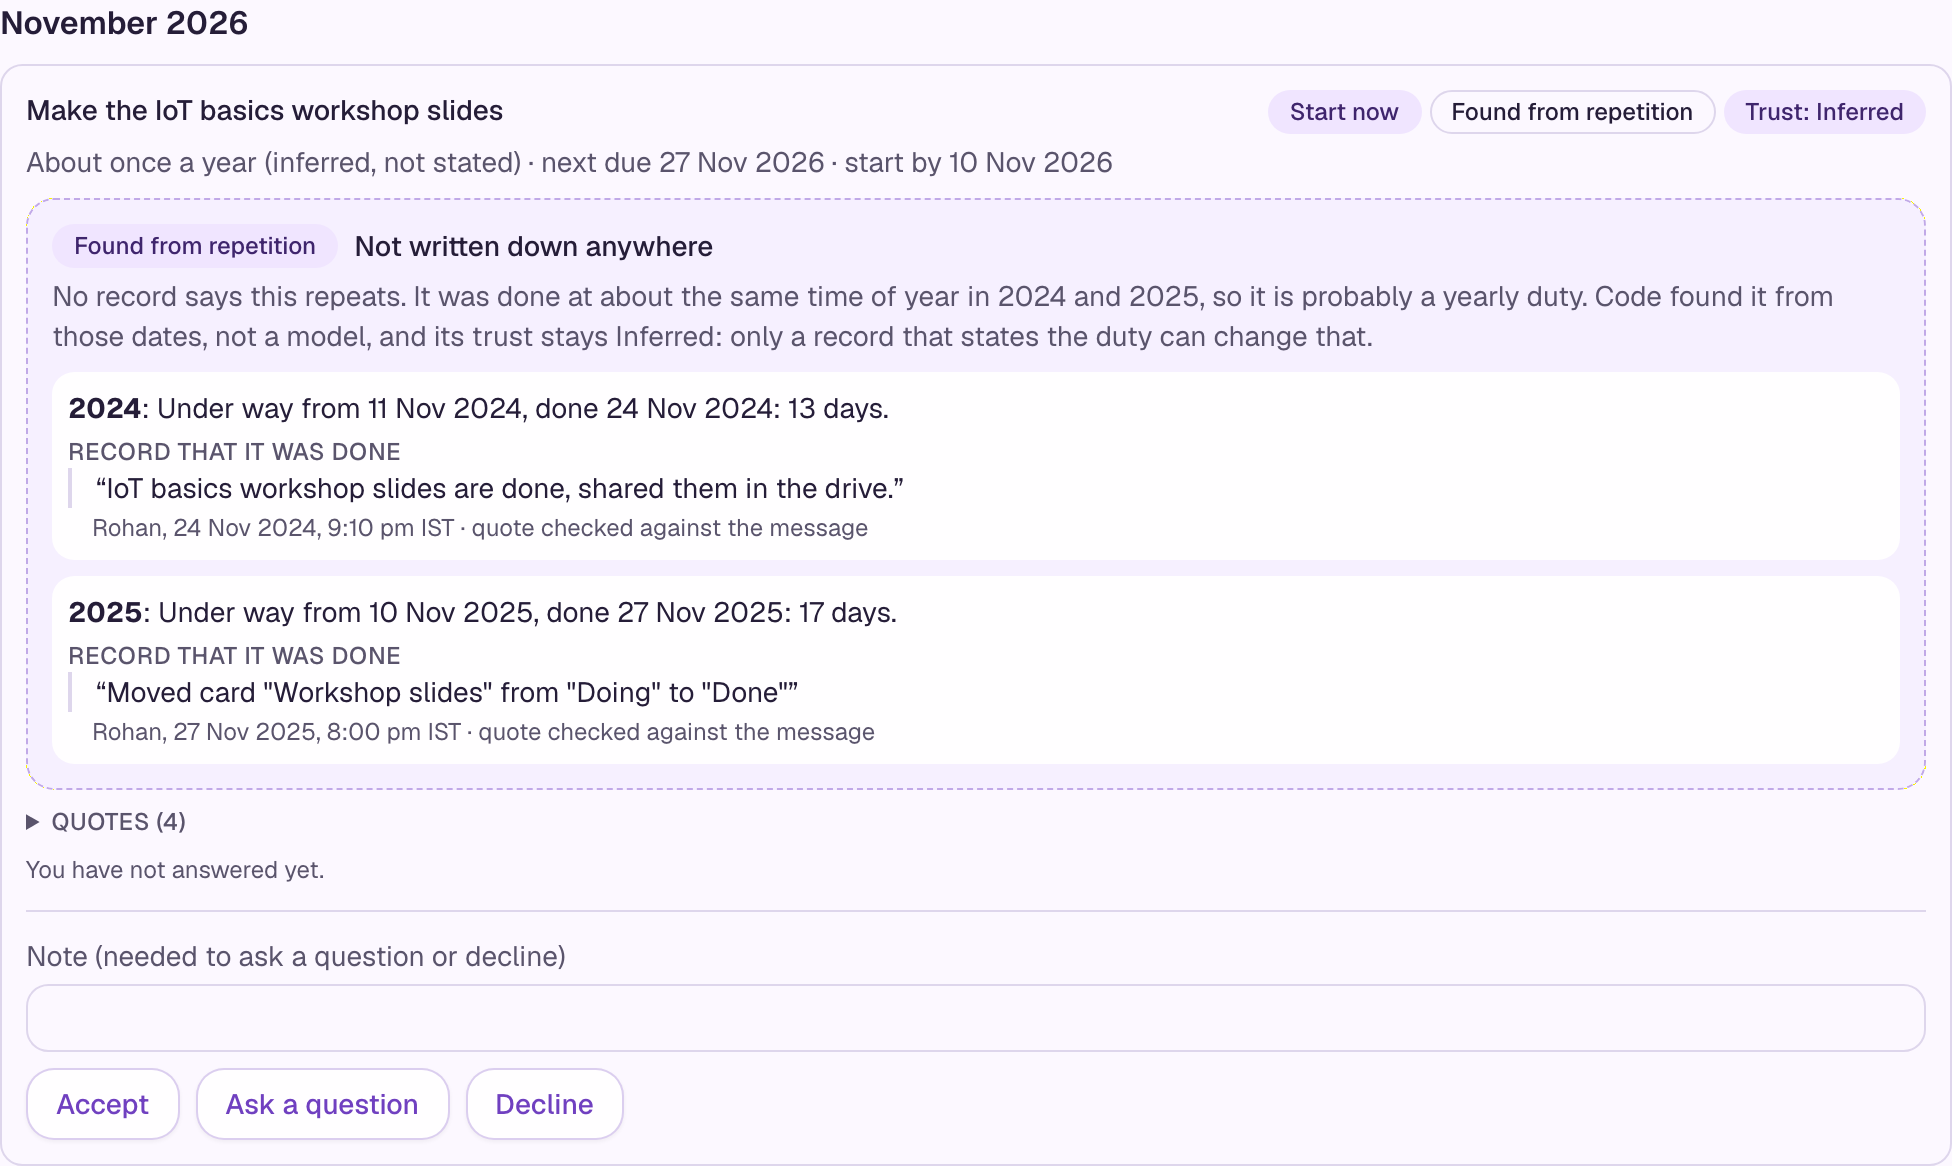 November 2026
Make the IoT basics workshop slides
Start now
Found from repetition
Trust: Inferred
About once a year (inferred, not stated) · next due 27 Nov 2026 · start by 10 Nov 2026
Found from repetition
Not written down anywhere
No record says this repeats. It was done at about the same time of year in 2024 and 2025, so it is probably a yearly duty. Code found it from
those dates, not a model, and its trust stays Inferred: only a record that states the duty can change that.
2024: Under way from 11 Nov 2024, done 24 Nov 2024: 13 days.
RECORD THAT IT WAS DONE
“IoT basics workshop slides are done, shared them in the drive.”
Rohan, 24 Nov 2024, 9:10 pm IST · quote checked against the message
2025: Under way from 10 Nov 2025, done 27 Nov 2025: 17 days.
RECORD THAT IT WAS DONE
“Moved card "Workshop slides" from "Doing" to "Done"”
Rohan, 27 Nov 2025, 8:00 pm IST · quote checked against the message
QUOTES (4)
You have not answered yet.
Note (needed to ask a question or decline)
Accept
Ask a question
Decline